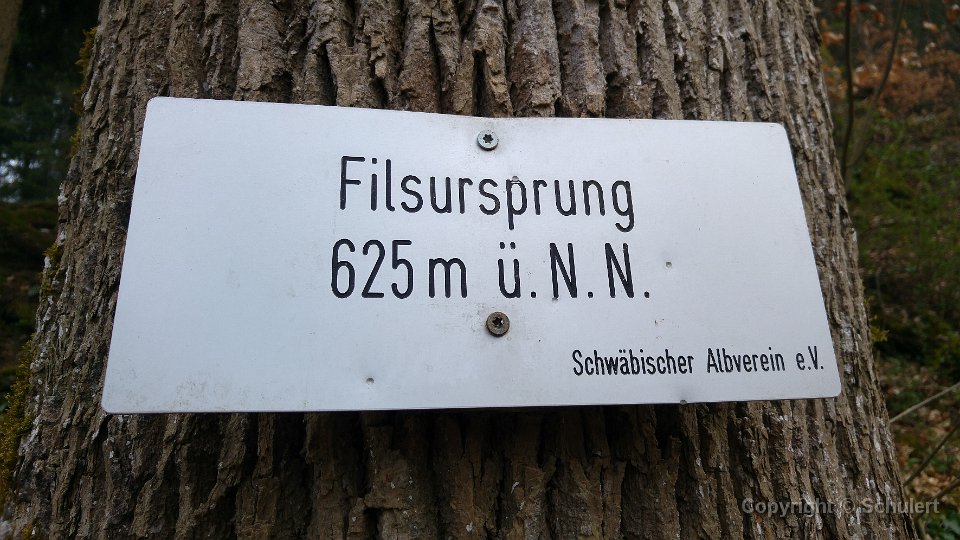 Filsursprung
625m ü.N.N.
Schwäbischer Albverein e.V.
Copyright © Schulert